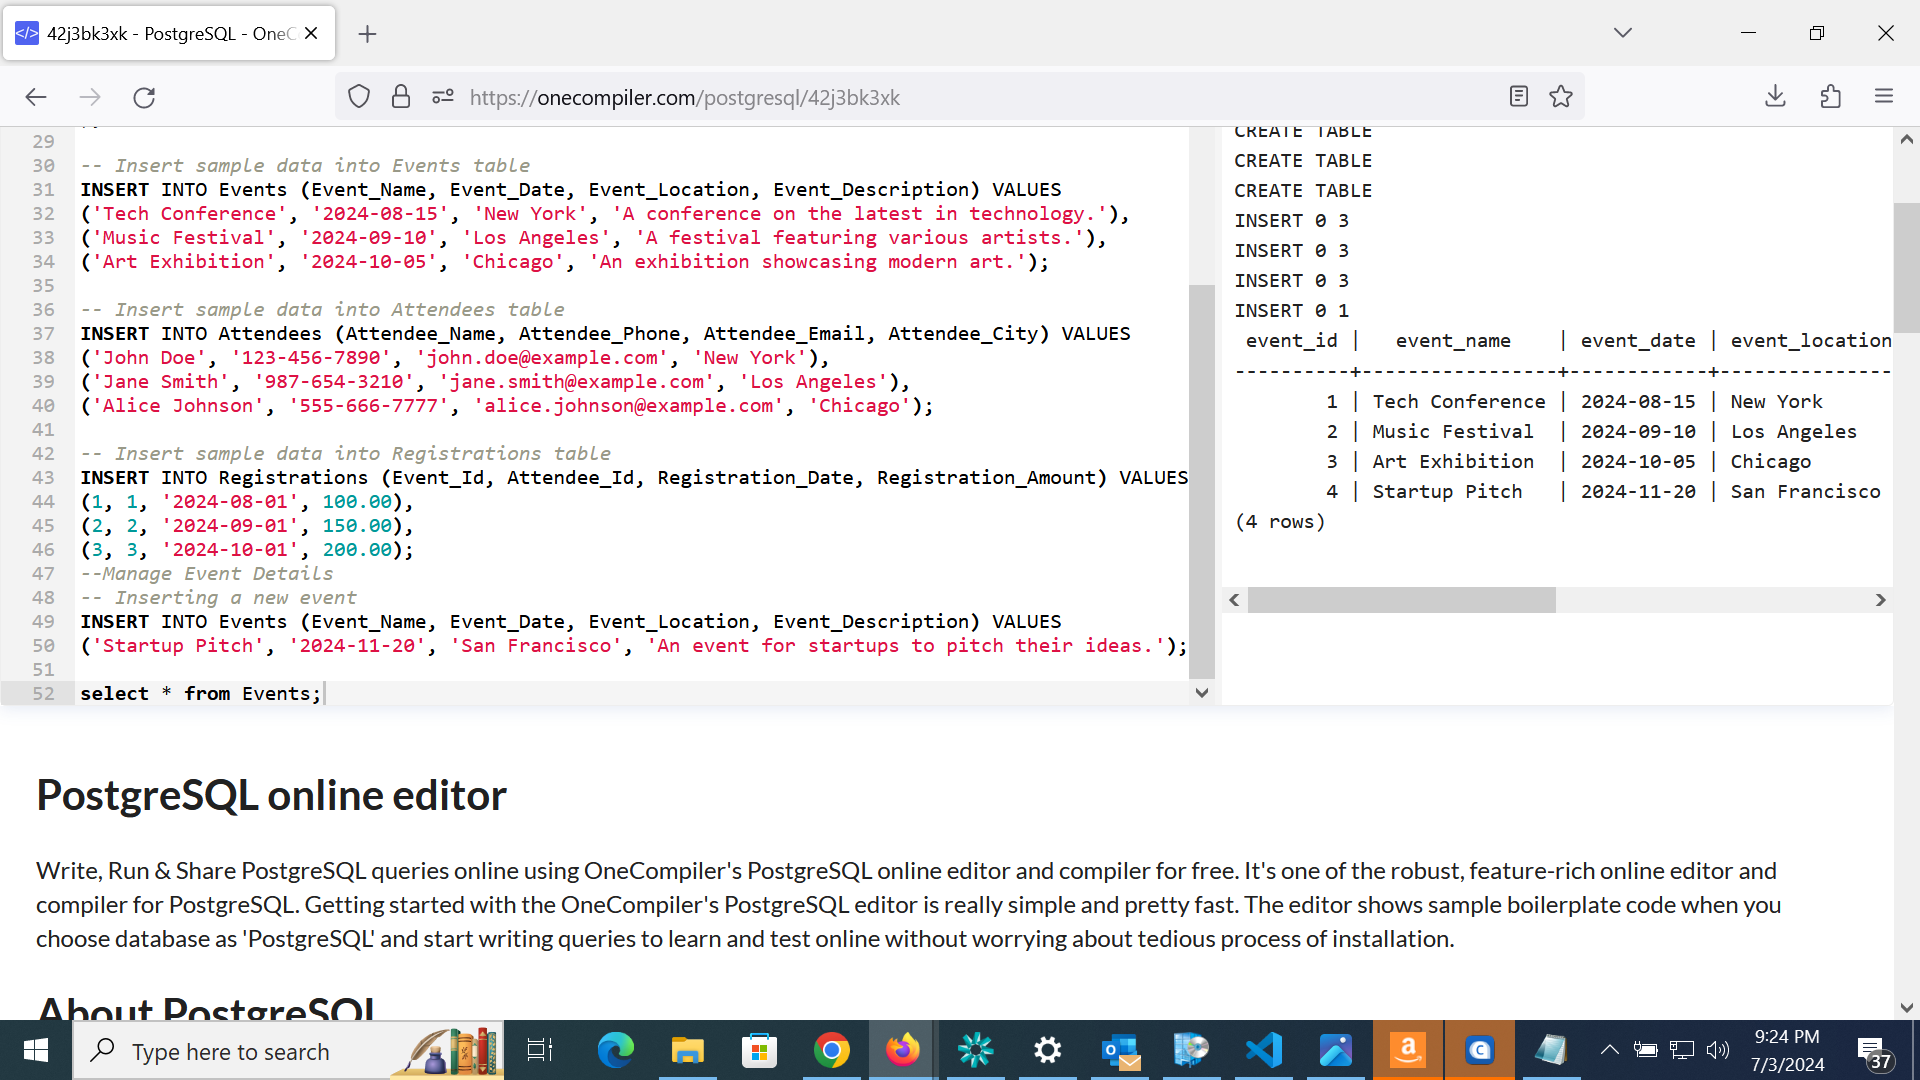 42j3bk3xk - PostgreSQL - OneC
https://onecompiler.com/postgresql/42j3bk3xk
29
30 -- Insert sample data into Events table
31 INSERT INTO Events (Event_Name, Event_Date, Event_Location, Event_Description) VALUES
32 ('Tech Conference', '2024-08-15', 'New York', 'A conference on the latest in technology.'),
33 ('Music Festival', '2024-09-10', 'Los Angeles', 'A festival featuring various artists.'),
34 ('Art Exhibition', '2024-10-05', 'Chicago', 'An exhibition showcasing modern art.');
35
36 -- Insert sample data into Attendees table
37 INSERT INTO Attendees (Attendee_Name, Attendee_Phone, Attendee_Email, Attendee_City) VALUES
38 ('John Doe', '123-456-7890', 'john.doe@example.com', 'New York'),
39 ('Jane Smith', '987-654-3210', 'jane.smith@example.com', 'Los Angeles'),
40 ('Alice Johnson', '555-666-7777', 'alice.johnson@example.com', 'Chicago');
41
42 -- Insert sample data into Registrations table
43 INSERT INTO Registrations (Event_Id, Attendee_Id, Registration_Date, Registration_Amount) VALUES
44 (1, 1, '2024-08-01', 100.00),
45 (2, 2, '2024-09-01', 150.00),
46 (3, 3, '2024-10-01', 200.00);
47 --Manage Event Details
48 -- Inserting a new event
49 INSERT INTO Events (Event_Name, Event_Date, Event_Location, Event_Description) VALUES
50 ('Startup Pitch', '2024-11-20', 'San Francisco', 'An event for startups to pitch their ideas.');
51
52 select * from Events;
CREATE TABLE
CREATE TABLE
CREATE TABLE
INSERT 0 3
INSERT 0 3
INSERT 0 3
INSERT 0 1
event_id | event_name | event_date | event_location
----------+-----------------+------------+---------------
1 | Tech Conference | 2024-08-15 | New York
2 | Music Festival | 2024-09-10 | Los Angeles
3 | Art Exhibition | 2024-10-05 | Chicago
4 | Startup Pitch | 2024-11-20 | San Francisco
(4 rows)
PostgreSQL online editor
Write, Run & Share PostgreSQL queries online using OneCompiler's PostgreSQL online editor and compiler for free. It's one of the robust, feature-rich online editor and
compiler for PostgreSQL. Getting started with the OneCompiler's PostgreSQL editor is really simple and pretty fast. The editor shows sample boilerplate code when you
choose database as 'PostgreSQL' and start writing queries to learn and test online without worrying about tedious process of installation.
About PostgreSQL
Type here to search
9:24 PM
7/3/2024
37